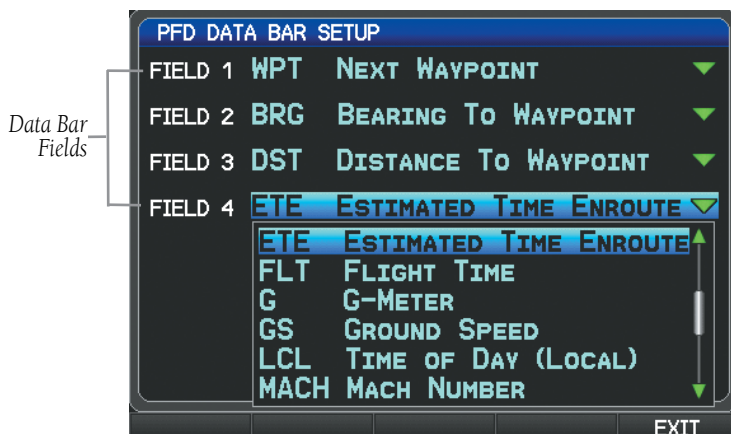 PFD DATA BAR SETUP
FIELD 1 WPT NEXT WAYPOINT
FIELD 2 BRG BEARING TO WAYPOINT
Data Bar
Fields
FIELD 3 DST DISTANCE TO WAYPOINT
FIELD 4 ETE ESTIMATED TIME ENROUTE
ETE ESTIMATED TIME ENROUTE
FLT FLIGHT TIME
G G-METER
GS GROUND SPEED
LCL TIME OF DAY (LOCAL)
MACH MACH NUMBER
EXIT